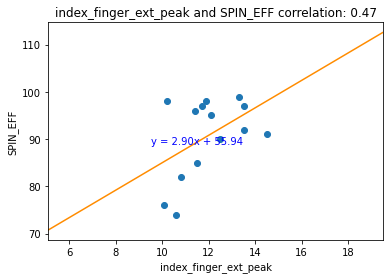 index_finger_ext_peak and SPIN_EFF correlation: 0.47
110
100
90
80
70
SPIN_EFF
y = 2.90x + 55.94
6 8 10 12 14 16 18
index_finger_ext_peak